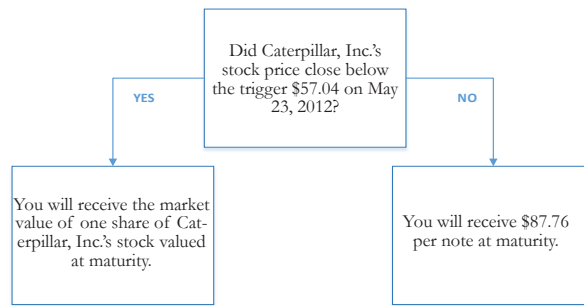 Did Caterpillar, Inc.'s
stock price close below
the trigger $57.04 on May
23, 2012?
YES
NO
You will receive the market
value of one share of Cat-
erpillar, Inc.'s stock valued
at maturity.
You will receive $87.76
per note at maturity.